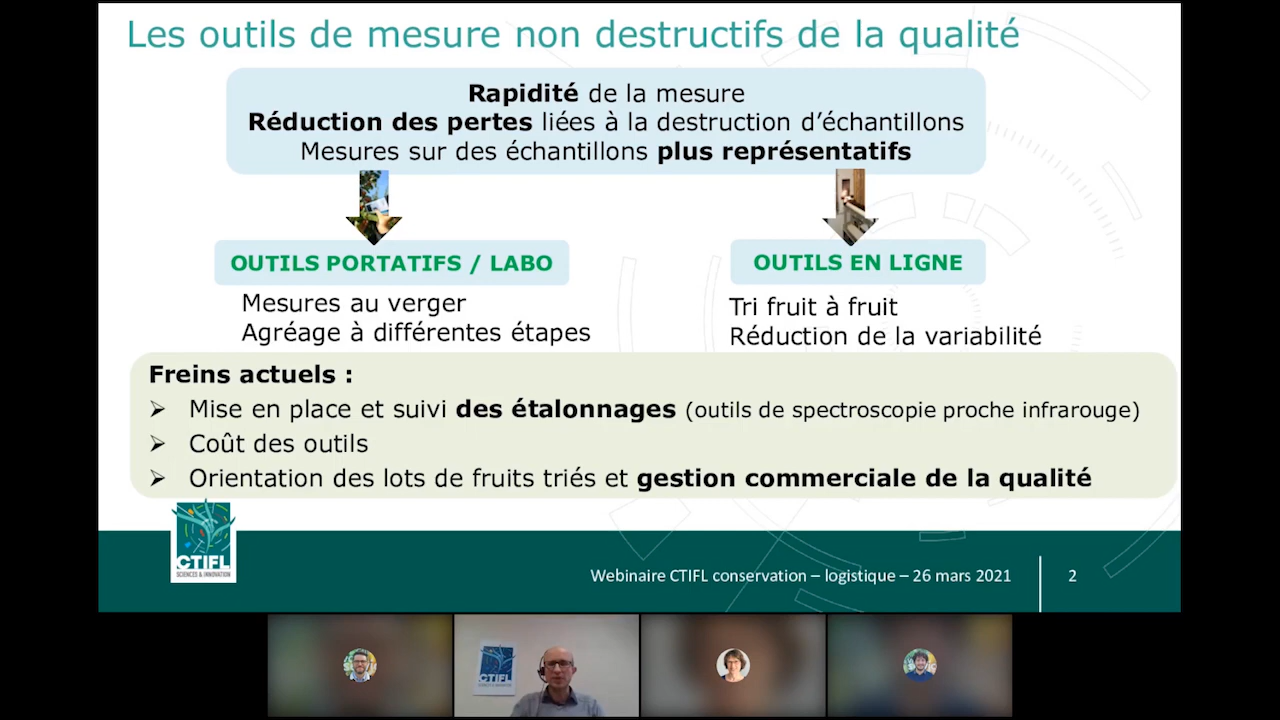 Les outils de mesure non destructifs de la qualité
Rapidité de la mesure
Réduction des pertes liées à la destruction d’échantillons
Mesures sur des échantillons plus représentatifs
OUTILS PORTATIFS / LABO
Mesures au verger
Agréage à différentes étapes
OUTILS EN LIGNE
Tri fruit à fruit
Réduction de la variabilité
Freins actuels :
Mise en place et suivi des étalonnages (outils de spectroscopie proche infrarouge)
Coût des outils
Orientation des lots de fruits triés et gestion commerciale de la qualité
CTIFL
SCIENCES & INNOVATION
Webinaire CTIFL conservation – logistique – 26 mars 2021
2
CTIFL